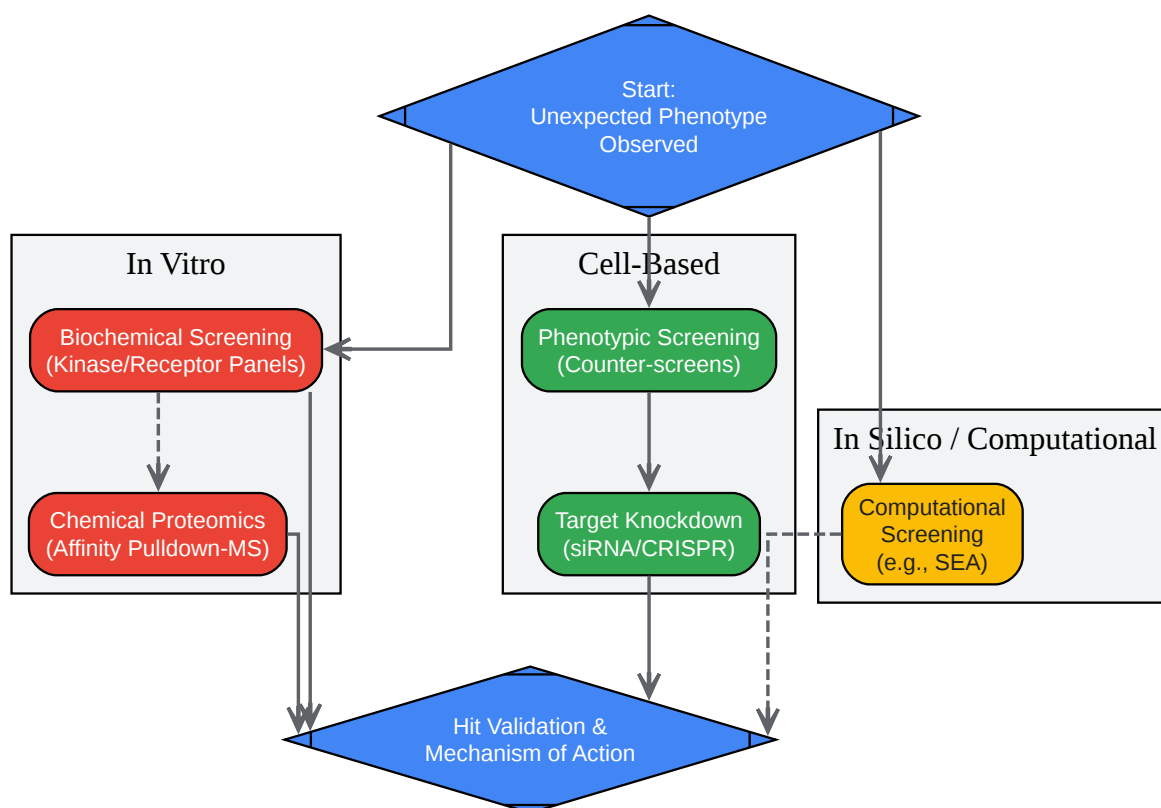 Start:
Unexpected Phenotype
Observed
In Vitro
Biochemical Screening
(Kinase/Receptor Panels)
Chemical Proteomics
(Affinity Pulldown-MS)
Cell-Based
Phenotypic Screening
(Counter-screens)
Target Knockdown
(siRNA/CRISPR)
In Silico / Computational
Computational
Screening
(e.g., SEA)
Hit Validation &
Mechanism of Action